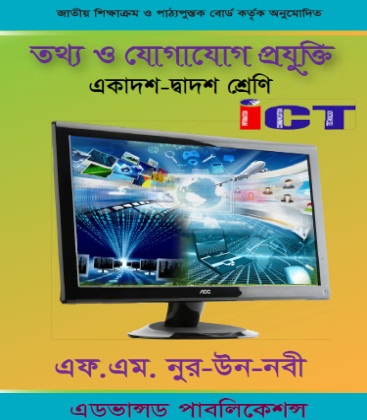 জাতীয় শিক্ষাক্রম ও পাঠ্যপুস্তক বোর্ড কর্তৃক অনুমোদিত
তথ্য ও যোগাযোগ প্রযুক্তি
একাদশ-দ্বাদশ শ্রেণি
ICT
AOC
এফ.এম. নুর-উন-নবী
এডভান্সড পাবলিকেশন্স